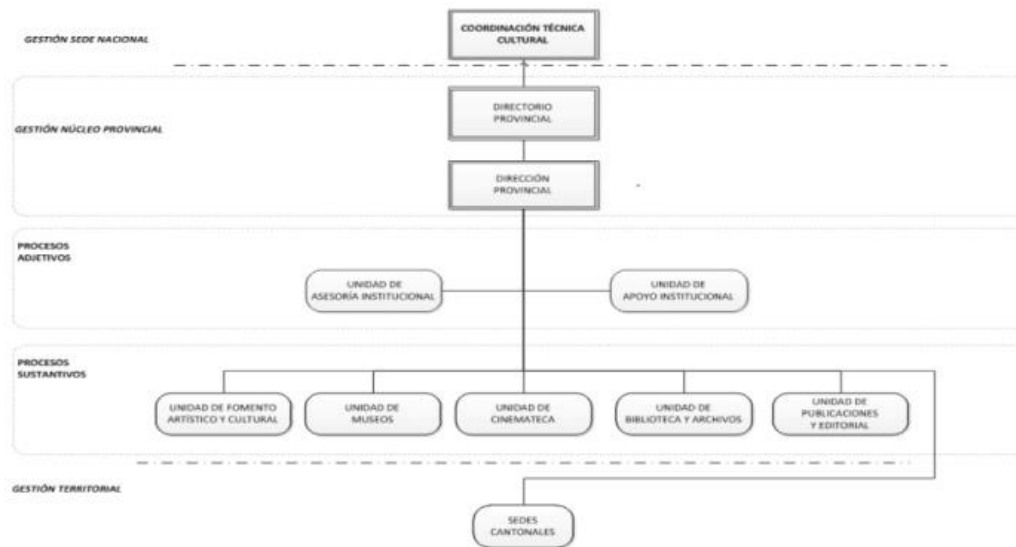 COORDINACIÓN TÉCNICA
CULTURAL
GESTIÓN SEDE NACIONAL
DIRECTORIO
PROVINCIAL
GESTIÓN NÚCLEO PROVINCIAL
DIRECCIÓN
PROVINCIAL
PROCESOS
ADJETIVOS
UNIDAD DE
ASESORÍA INSTITUCIONAL
UNIDAD DE
APOYO INSTITUCIONAL
PROCESOS
SUSTANTIVOS
UNIDAD DE FOMENTO
ARTÍSTICO Y CULTURAL
UNIDAD DE
MUSEOS
UNIDAD DE
CINEMATECA
UNIDAD DE
BIBLIOTECA Y ARCHIVOS
UNIDAD DE
PUBLICACIONES
Y EDITORIAL
GESTIÓN TERRITORIAL
SEDES
CANTONALES